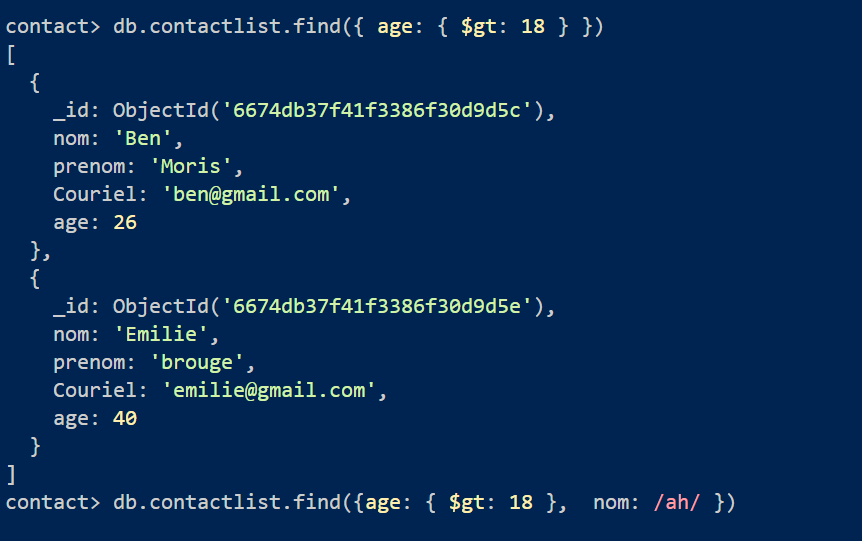 contact> db.contactlist.find({ age: { $gt: 18 } })
[
  {
    _id: ObjectId('6674db37f41f3386f30d9d5c'),
    nom: 'Ben',
    prenom: 'Moris',
    Couriel: 'ben@gmail.com',
    age: 26
  },
  {
    _id: ObjectId('6674db37f41f3386f30d9d5e'),
    nom: 'Emilie',
    prenom: 'brouge',
    Couriel: 'emilie@gmail.com',
    age: 40
  }
]
contact> db.contactlist.find({age: { $gt: 18 },  nom: /ah/ })